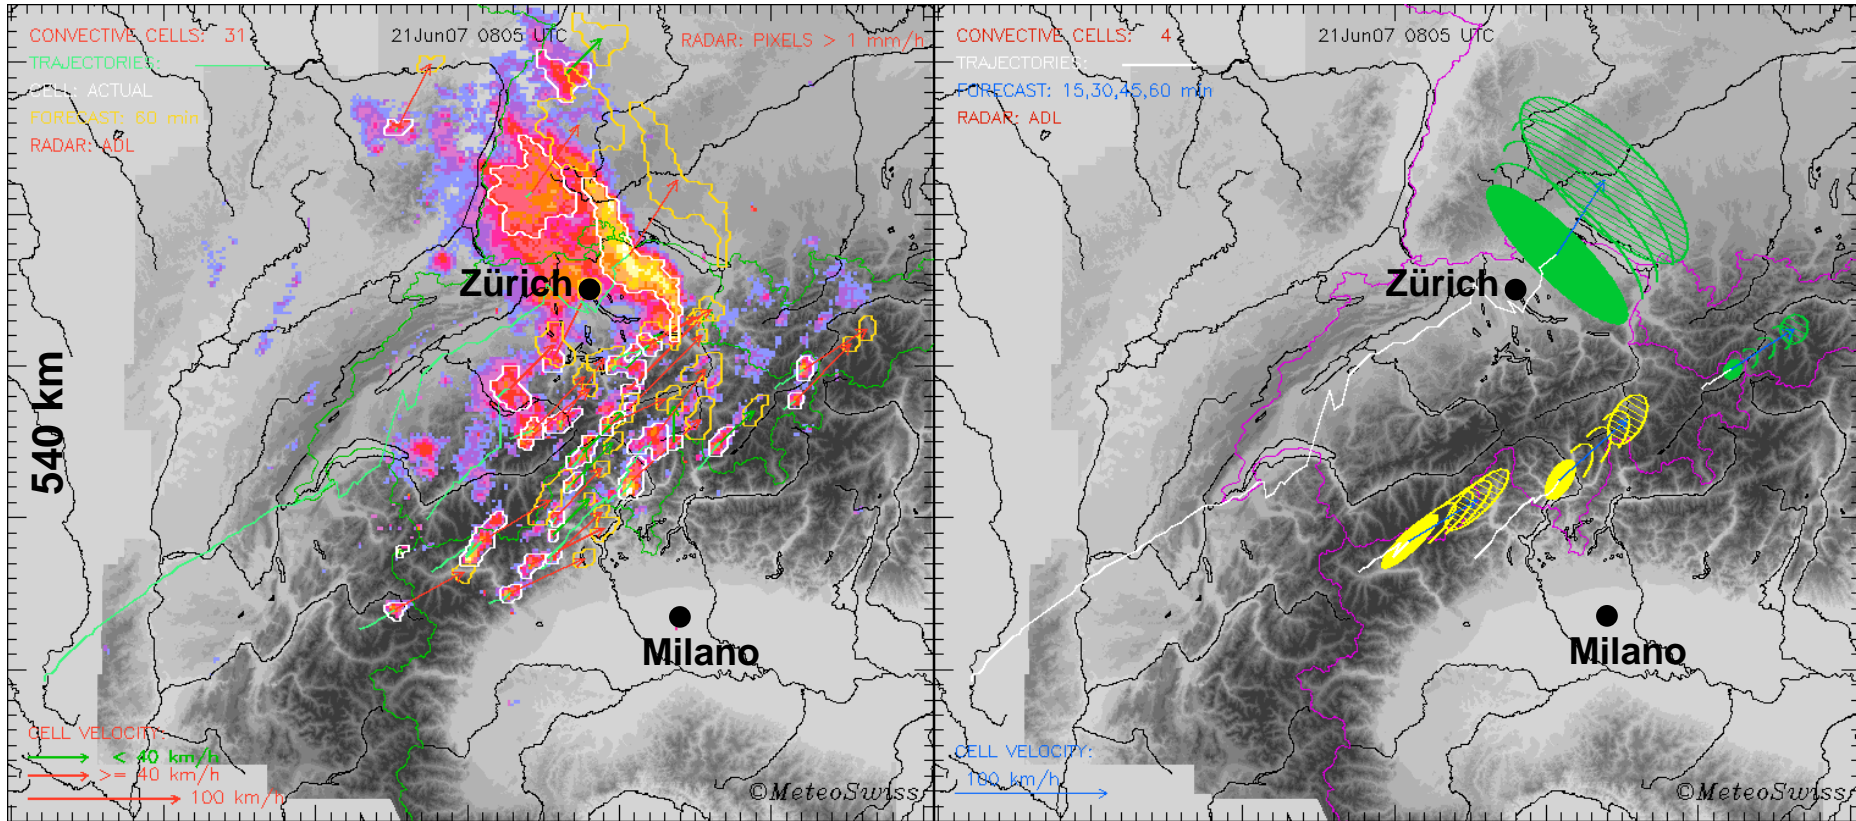 CONVECTIVE CELLS: 31
21Jun07 0805 UTC
RADAR: PIXELS > 1 mm/h
TRAJECTORIES:
CELL: ACTUAL
FORECAST: 60 min
RADAR: ADL
Zürich
540 km
Milano
CELL VELOCITY:
< 40 km/h
>= 40 km/h
100 km/h
©MeteoSwiss
CONVECTIVE CELLS: 4
21Jun07 0805 UTC
TRAJECTORIES:
FORECAST: 15,30,45,60 min
RADAR: ADL
Zürich
Milano
CELL VELOCITY:
100 km/h
©MeteoSwiss